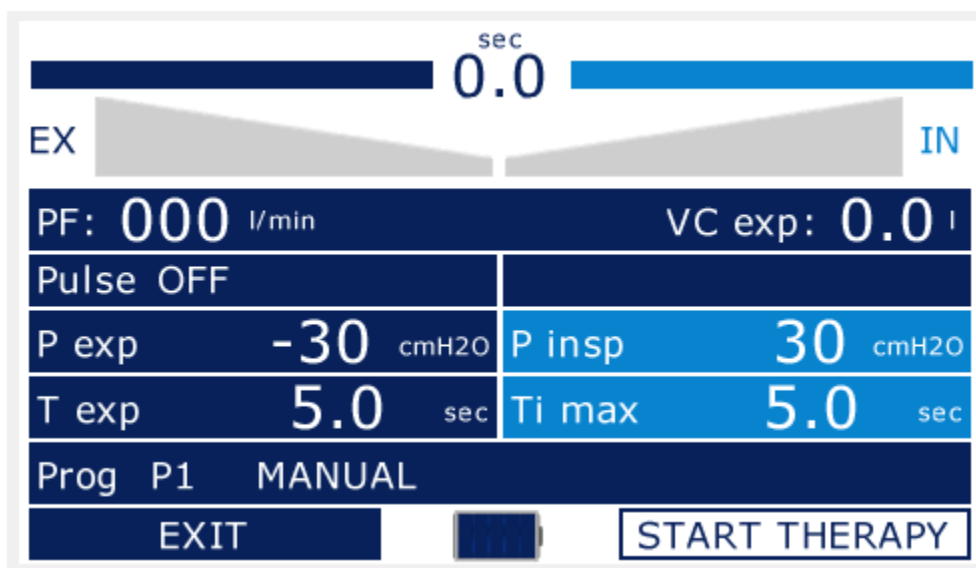 sec
0.0
EX IN
PF: 000 l/min VC exp: 0.0 l
Pulse OFF
P exp -30 cmH2O P insp 30 cmH2O
T exp 5.0 sec Ti max 5.0 sec
Prog P1 MANUAL
EXIT START THERAPY